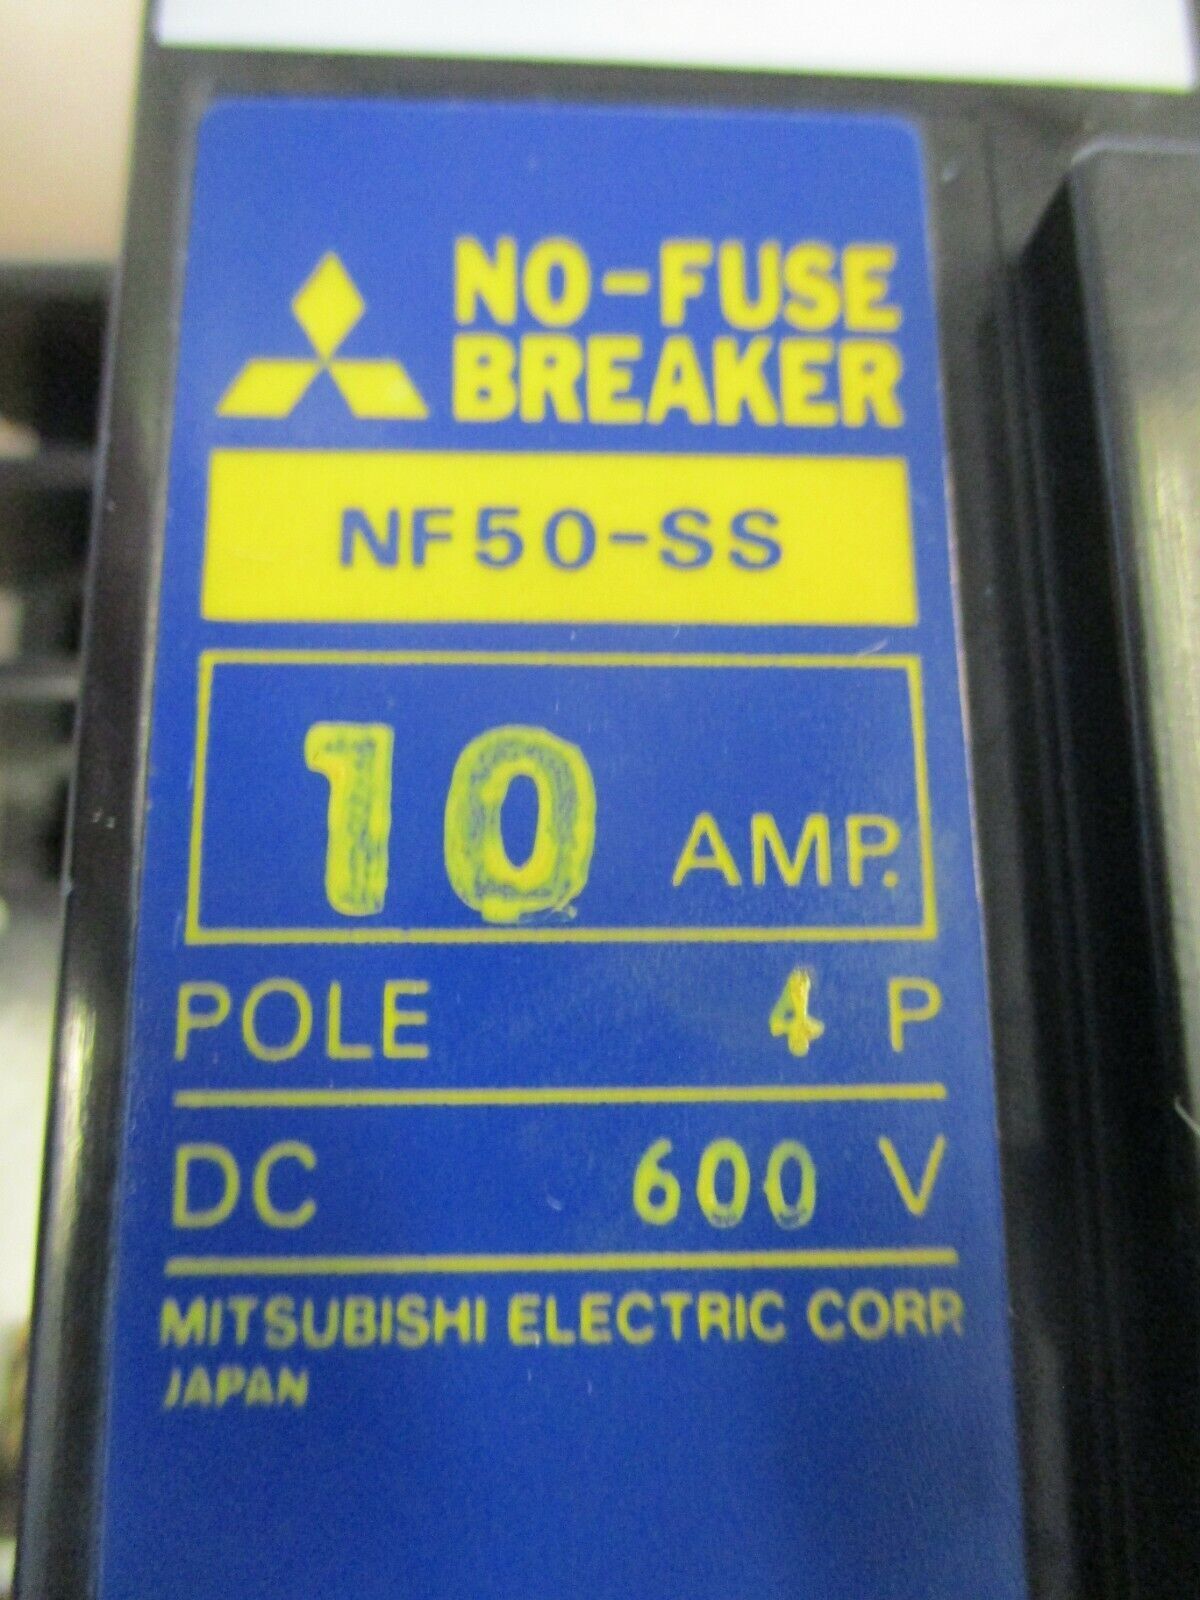 NO-FUSE
BREAKER
NF50-SS
10 AMP.
POLE 4 P
DC 600 V
MITSUBISHI ELECTRIC CORP
JAPAN